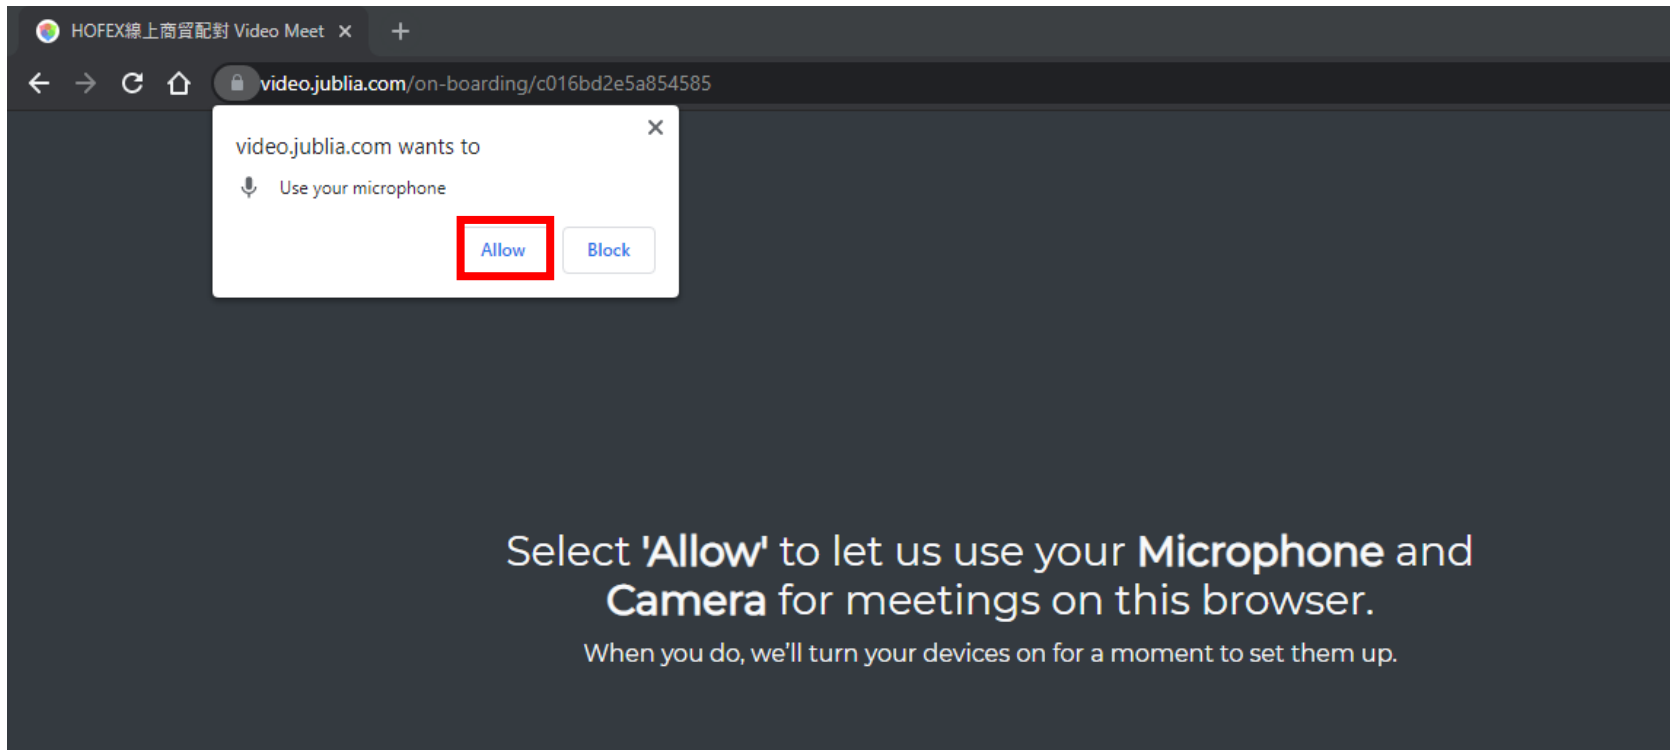 HOFEX線上商貿配對 Video Meet
video.jublia.com/on-boarding/c016bd2e5a854585
video.jublia.com wants to
Use your microphone
Allow
Block
Select 'Allow' to let us use your Microphone and
Camera for meetings on this browser.
When you do, we'll turn your devices on for a moment to set them up.